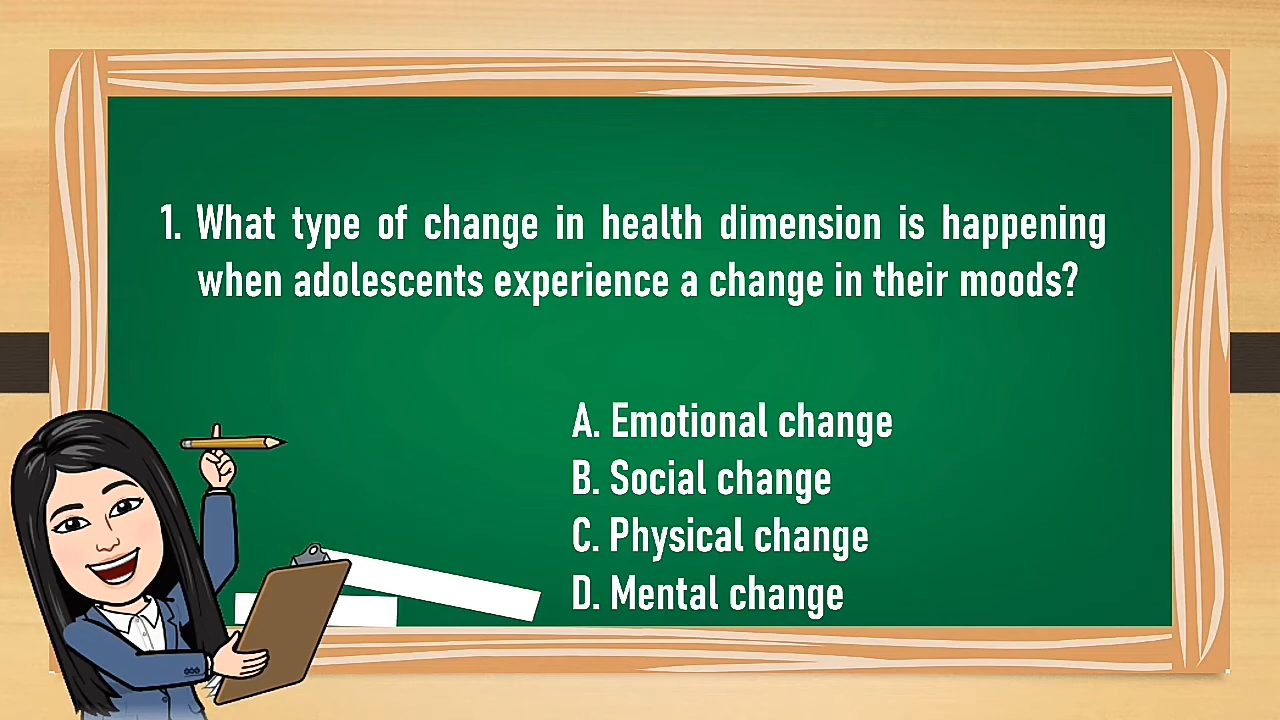 1. What type of change in health dimension is happening
when adolescents experience a change in their moods?
A. Emotional change
B. Social change
C. Physical change
D. Mental change